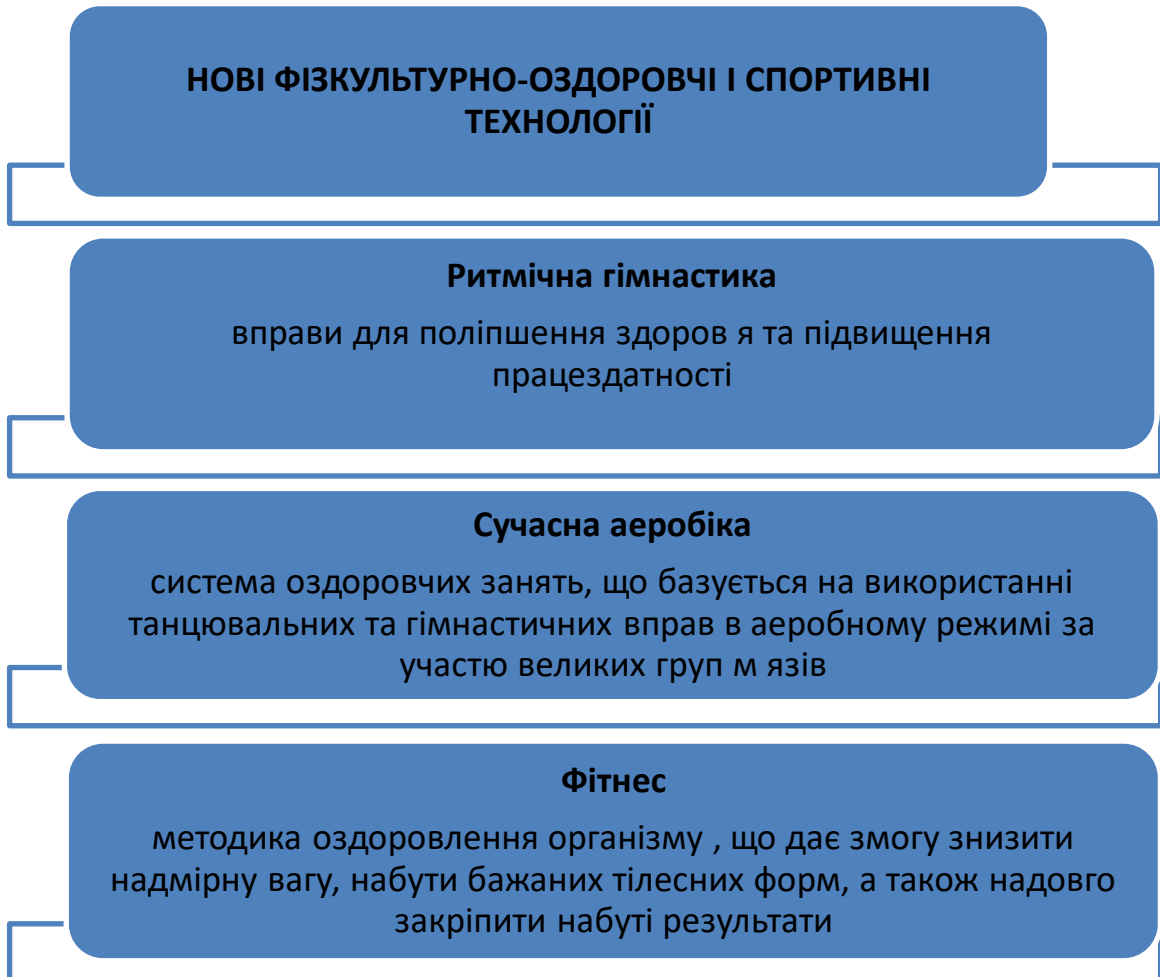 НОВІ ФІЗКУЛЬТУРНО-ОЗДОРОВЧІ І СПОРТИВНІ
ТЕХНОЛОГІЇ
Ритмічна гімнастика
вправи для поліпшення здоров я та підвищення
працездатності
Сучасна аеробіка
система оздоровчих занять, що базується на використанні
танцювальних та гімнастичних вправ в аеробному режимі за
участю великих груп м язів
Фітнес
методика оздоровлення організму , що дає змогу знизити
надмірну вагу, набути бажаних тілесних форм, а також надовго
закріпити набуті результати